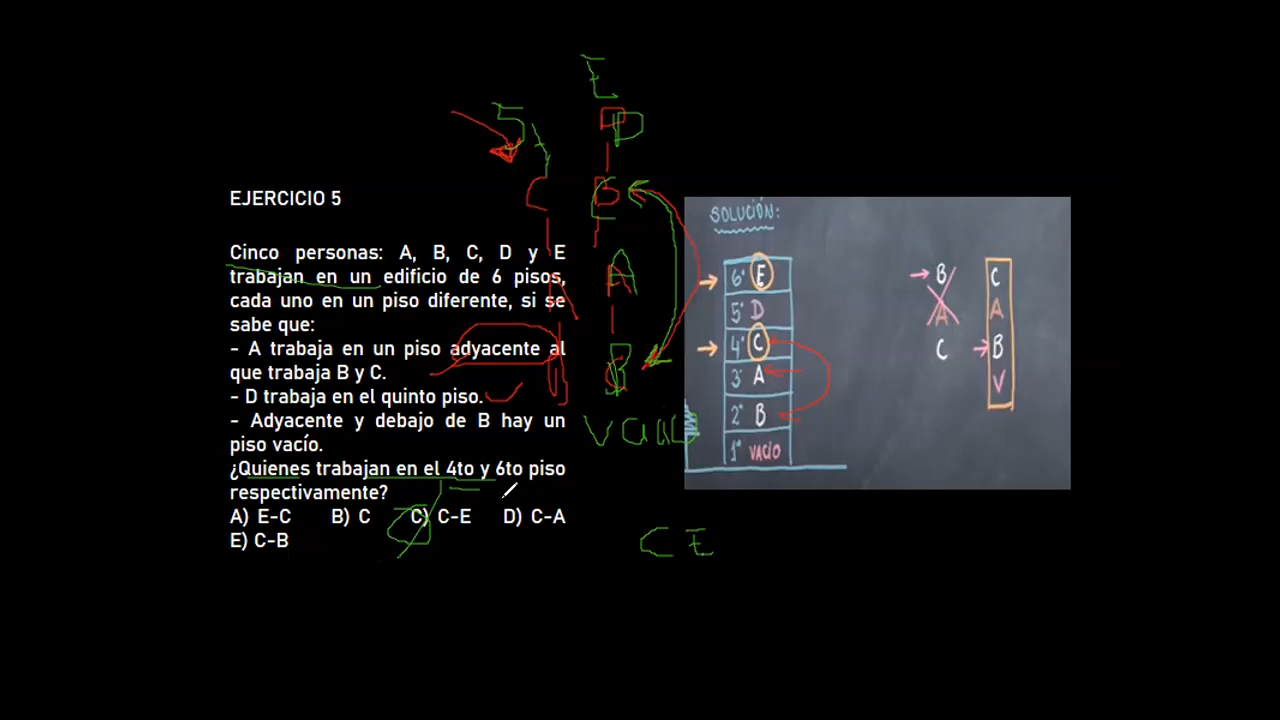 EJERCICIO 5
Cinco personas: A, B, C, D y E
trabajan en un edificio de 6 pisos,
cada uno en un piso diferente, si se
sabe que:
- A trabaja en un piso adyacente al
que trabaja B y C.
- D trabaja en el quinto piso.
- Adyacente y debajo de B hay un
piso vacío.
¿Quienes trabajan en el 4to y 6to piso
respectivamente?
A) E-C B) C C) C-E D) C-A
E) C-B
E
5
D
C
A
B
vacio
C E
SOLUCIÓN:
6° E
5° D
4° C
3° A
2° B
1° VACIO
B
A
C
C
A
B
V